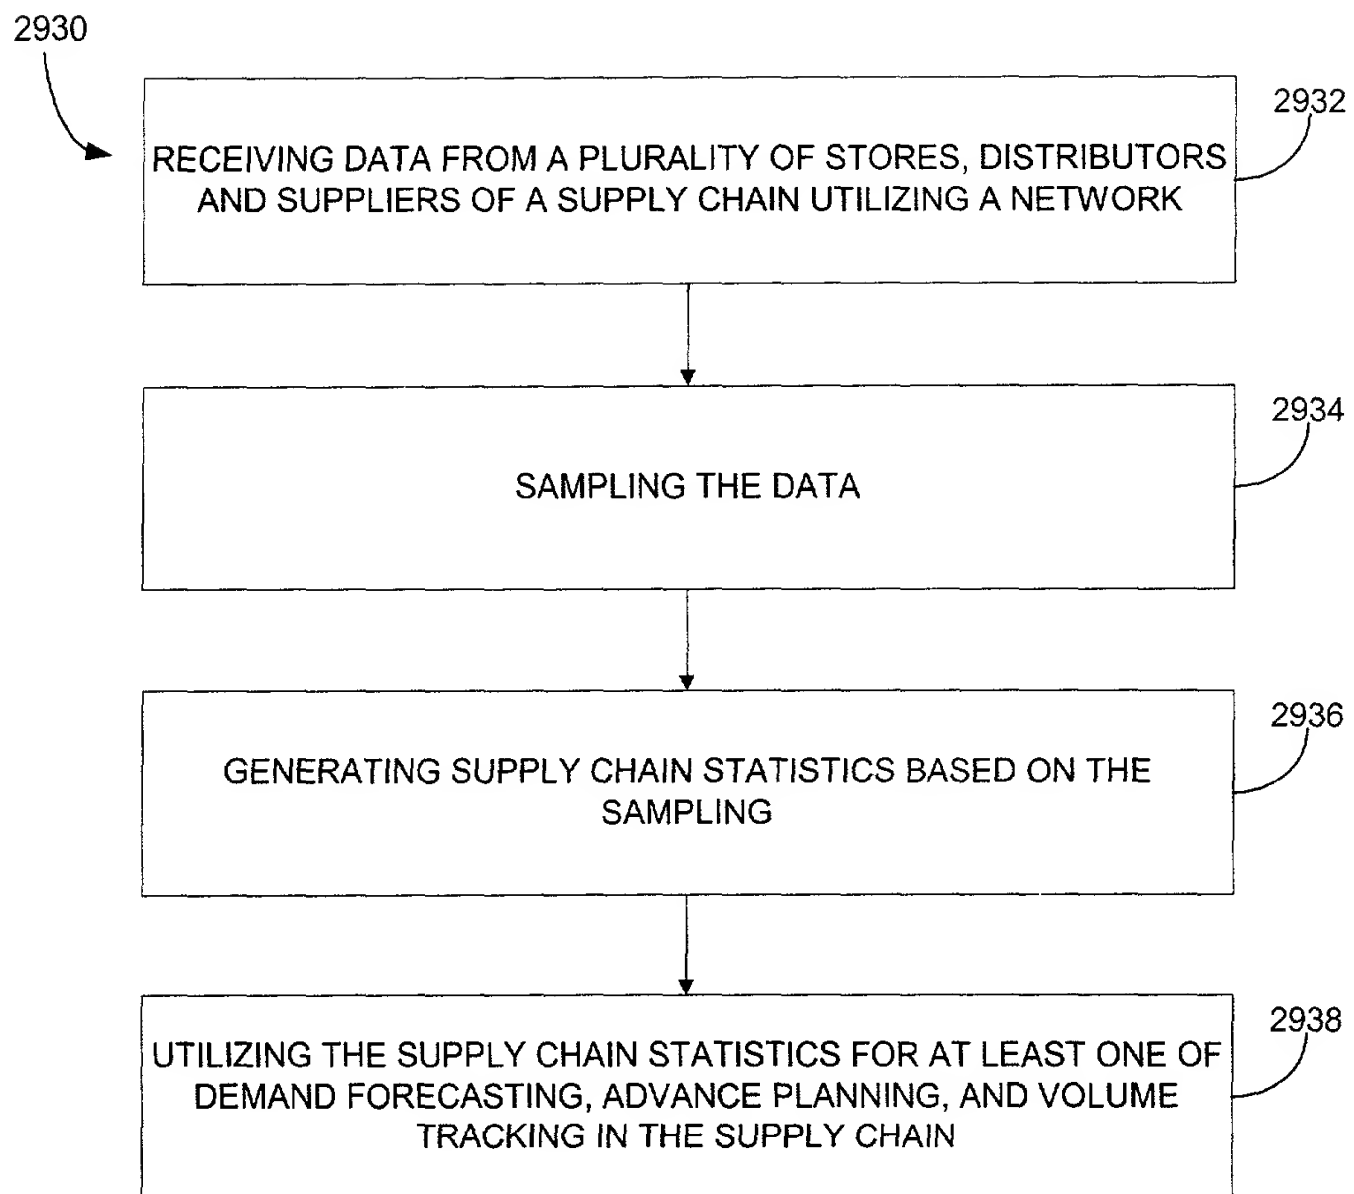 2930
2932
RECEIVING DATA FROM A PLURALITY OF STORES, DISTRIBUTORS
AND SUPPLIERS OF A SUPPLY CHAIN UTILIZING A NETWORK
2934
SAMPLING THE DATA
2936
GENERATING SUPPLY CHAIN STATISTICS BASED ON THE
SAMPLING
2938
UTILIZING THE SUPPLY CHAIN STATISTICS FOR AT LEAST ONE OF
DEMAND FORECASTING, ADVANCE PLANNING, AND VOLUME
TRACKING IN THE SUPPLY CHAIN